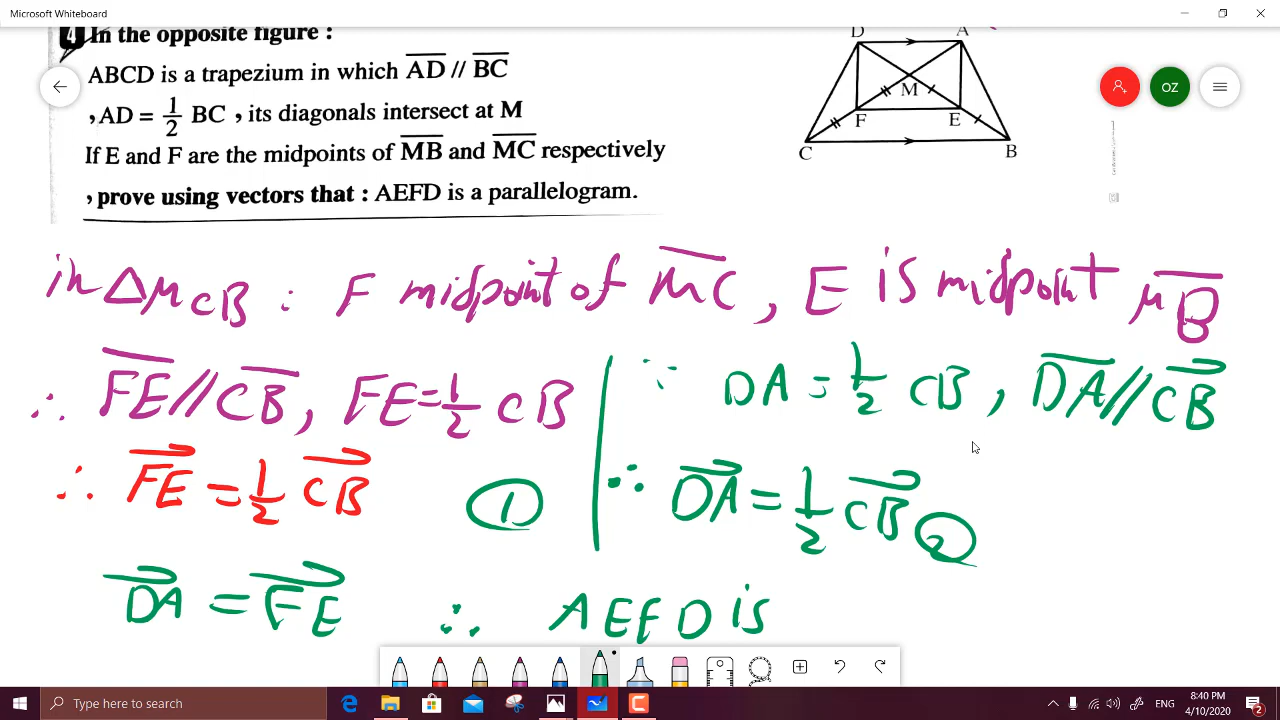 Microsoft Whiteboard
4 In the opposite figure :
ABCD is a trapezium in which AD // BC
, AD = 1/2 BC , its diagonals intersect at M
If E and F are the midpoints of MB and MC respectively
, prove using vectors that : AEFD is a parallelogram.
D A
M
F E
C B
OZ
in △MCB : F midpoint of MC, E is midpoint MB
∴ FE // CB, FE = 1/2 CB
∴ FE = 1/2 CB ①
∵ DA = 1/2 CB, DA // CB
∴ DA = 1/2 CB ②
DA = FE ∴ AEFD is
Type here to search
ENG
8:40 PM
4/10/2020
2